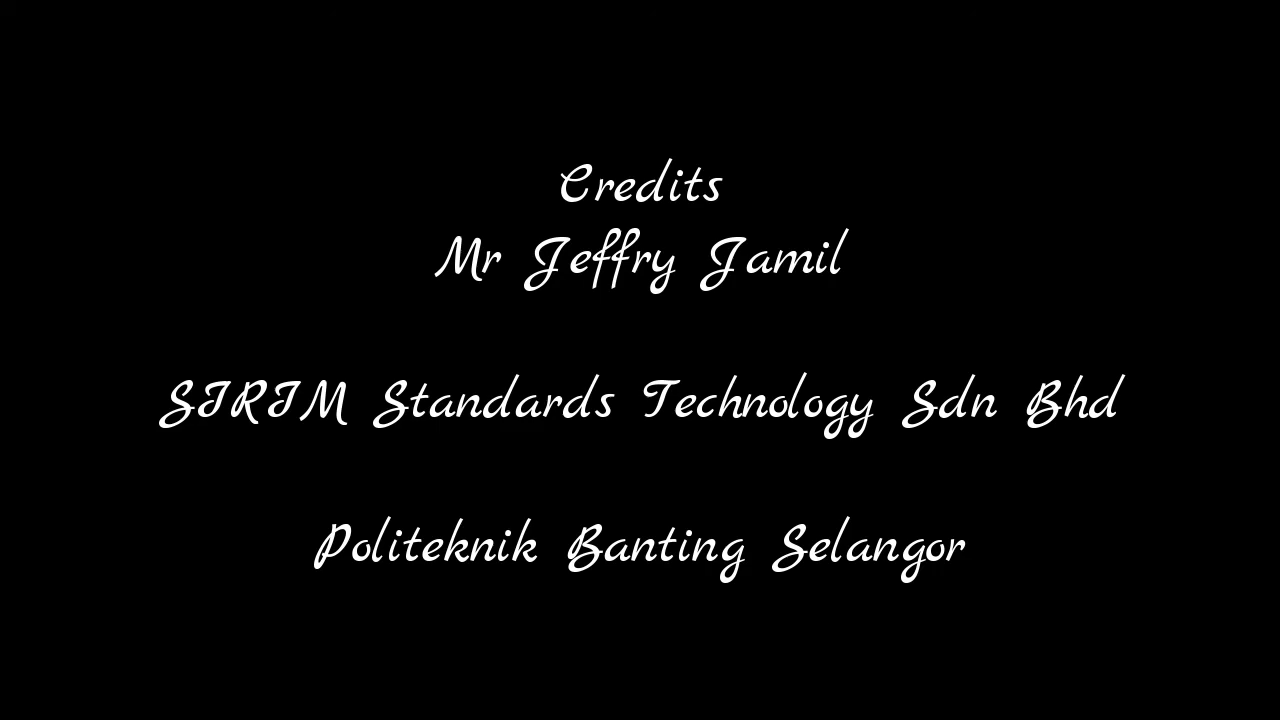 Credits
Mr Jeffry Jamil
SIRIM Standards Technology Sdn Bhd
Politeknik Banting Selangor